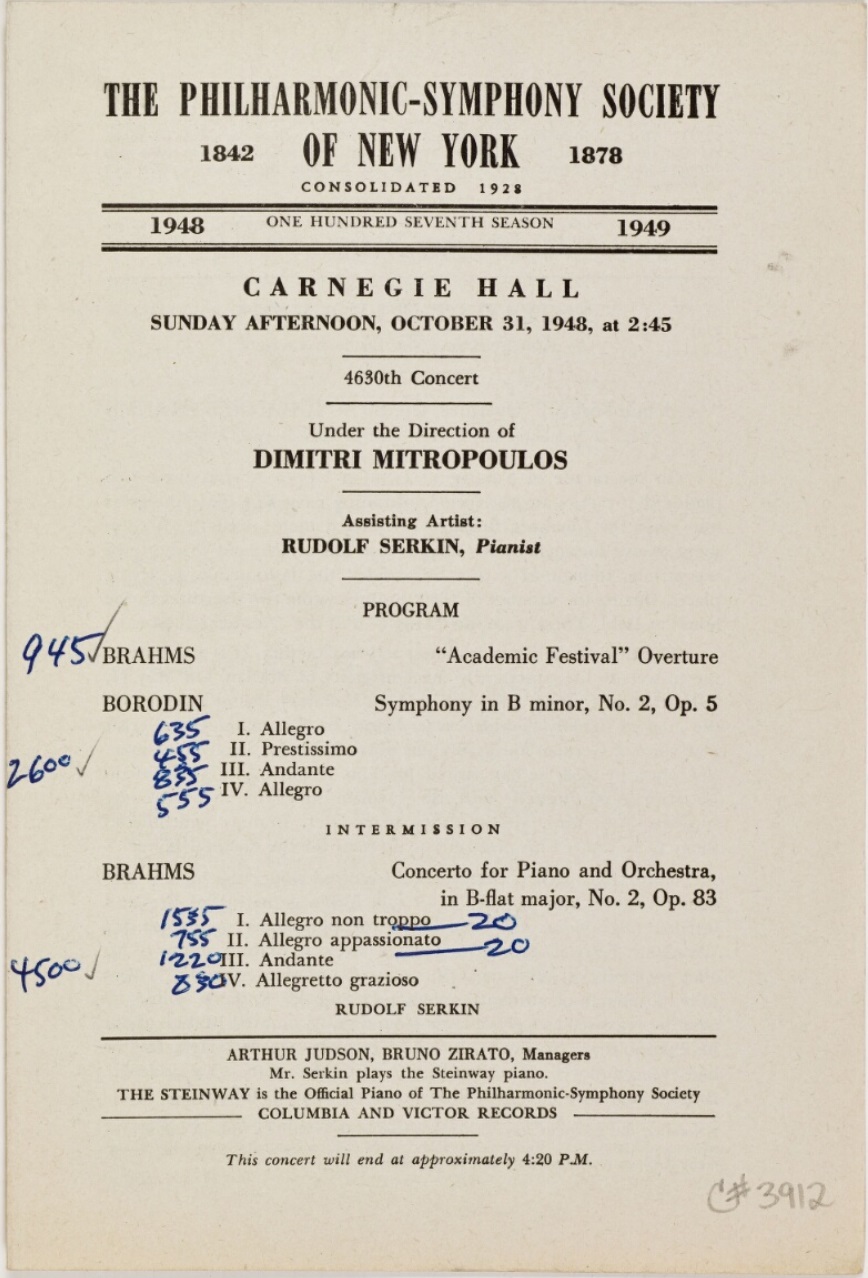 THE PHILHARMONIC-SYMPHONY SOCIETY
1842 OF NEW YORK 1878
CONSOLIDATED 1928
1948 ONE HUNDRED SEVENTH SEASON 1949
CARNEGIE HALL
SUNDAY AFTERNOON, OCTOBER 31, 1948, at 2:45
4630th Concert
Under the Direction of
DIMITRI MITROPOULOS
Assisting Artist:
RUDOLF SERKIN, Pianist
PROGRAM
945 BRAHMS "Academic Festival" Overture
BORODIN Symphony in B minor, No. 2, Op. 5
635 I. Allegro
455 II. Prestissimo
2600 835 III. Andante
555 IV. Allegro
INTERMISSION
BRAHMS Concerto for Piano and Orchestra,
in B-flat major, No. 2, Op. 83
1535 I. Allegro non troppo 20
755 II. Allegro appassionato 20
4500 1220 III. Andante
830 IV. Allegretto grazioso
RUDOLF SERKIN
ARTHUR JUDSON, BRUNO ZIRATO, Managers
Mr. Serkin plays the Steinway piano.
THE STEINWAY is the Official Piano of The Philharmonic-Symphony Society
COLUMBIA AND VICTOR RECORDS
This concert will end at approximately 4:20 P.M.
C# 3912